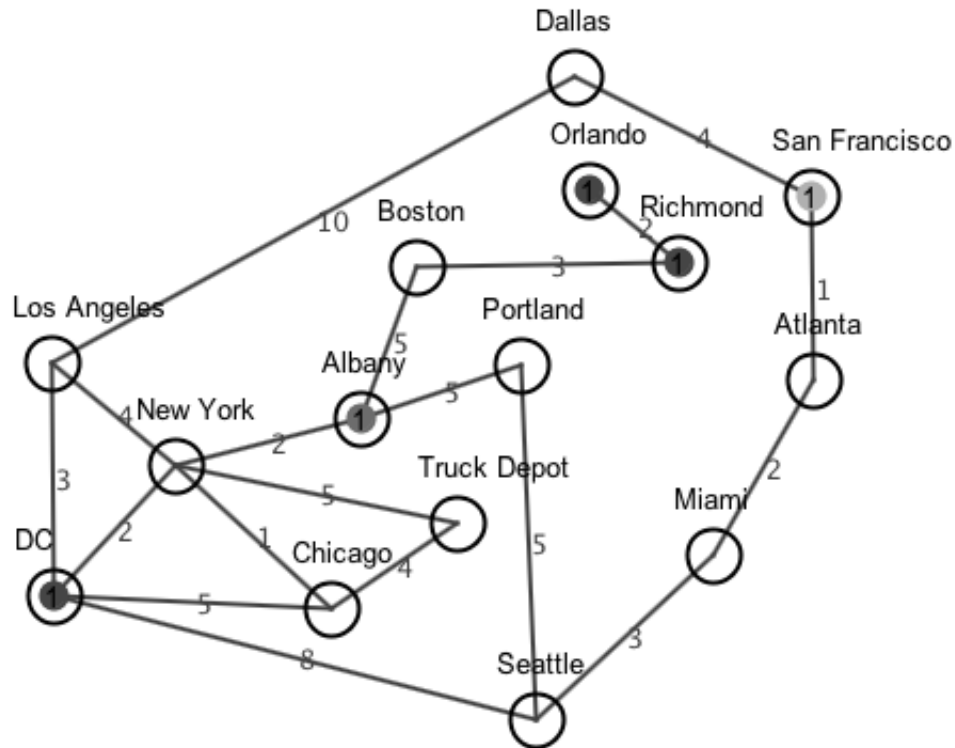 Dallas
Orlando
4
San Francisco
1
1
10
Boston
Richmond
2
3
1
Los Angeles
Portland
1
Atlanta
5
Albany
4
New York
5
1
2
Truck Depot
3
5
2
Miami
DC
2
1
Chicago
5
4
1
5
8
3
Seattle